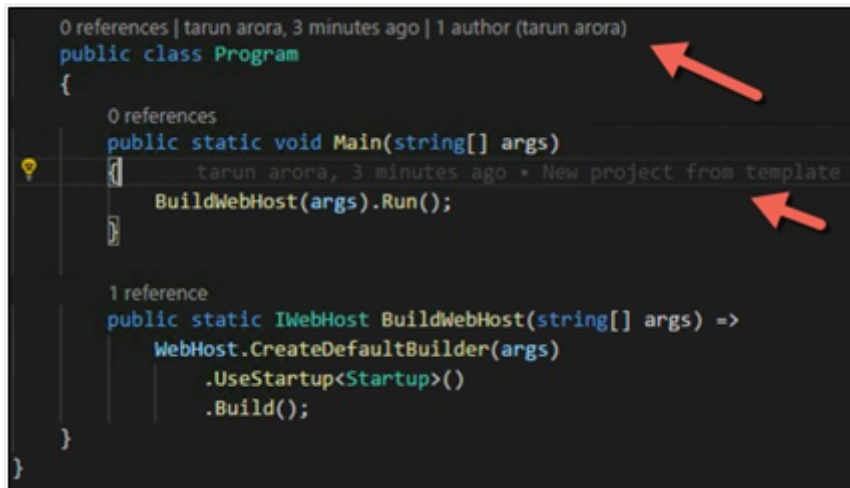 0 references | tarun arora, 3 minutes ago | 1 author (tarun arora)
public class Program
{
0 references
public static void Main(string[] args)
{ tarun arora, 3 minutes ago • New project from template
BuildWebHost(args).Run();
}
1 reference
public static IWebHost BuildWebHost(string[] args) =>
WebHost.CreateDefaultBuilder(args)
.UseStartup<Startup>()
.Build();
}
}